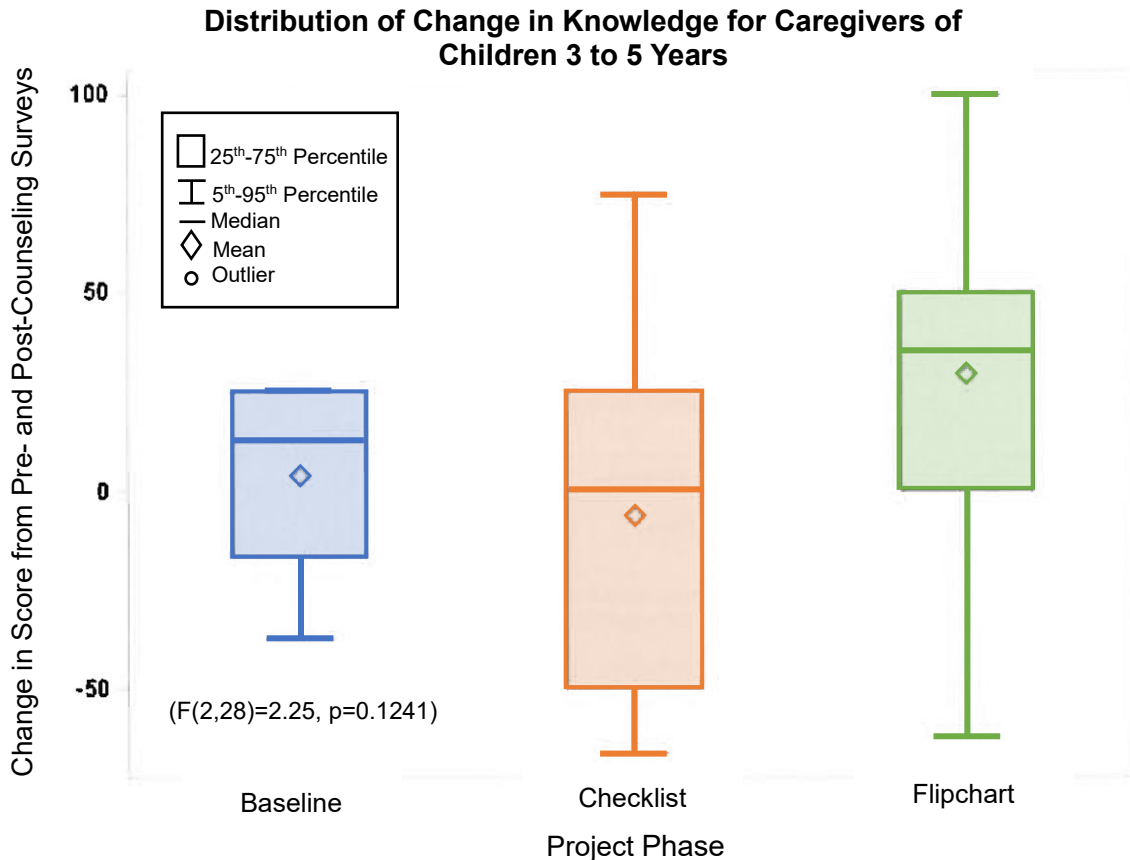 Distribution of Change in Knowledge for Caregivers of
Children 3 to 5 Years
Change in Score from Pre- and Post-Counseling Surveys
100
50
0
-50
25th-75th Percentile
5th-95th Percentile
Median
Mean
Outlier
(F(2,28)=2.25, p=0.1241)
Baseline
Checklist
Flipchart
Project Phase